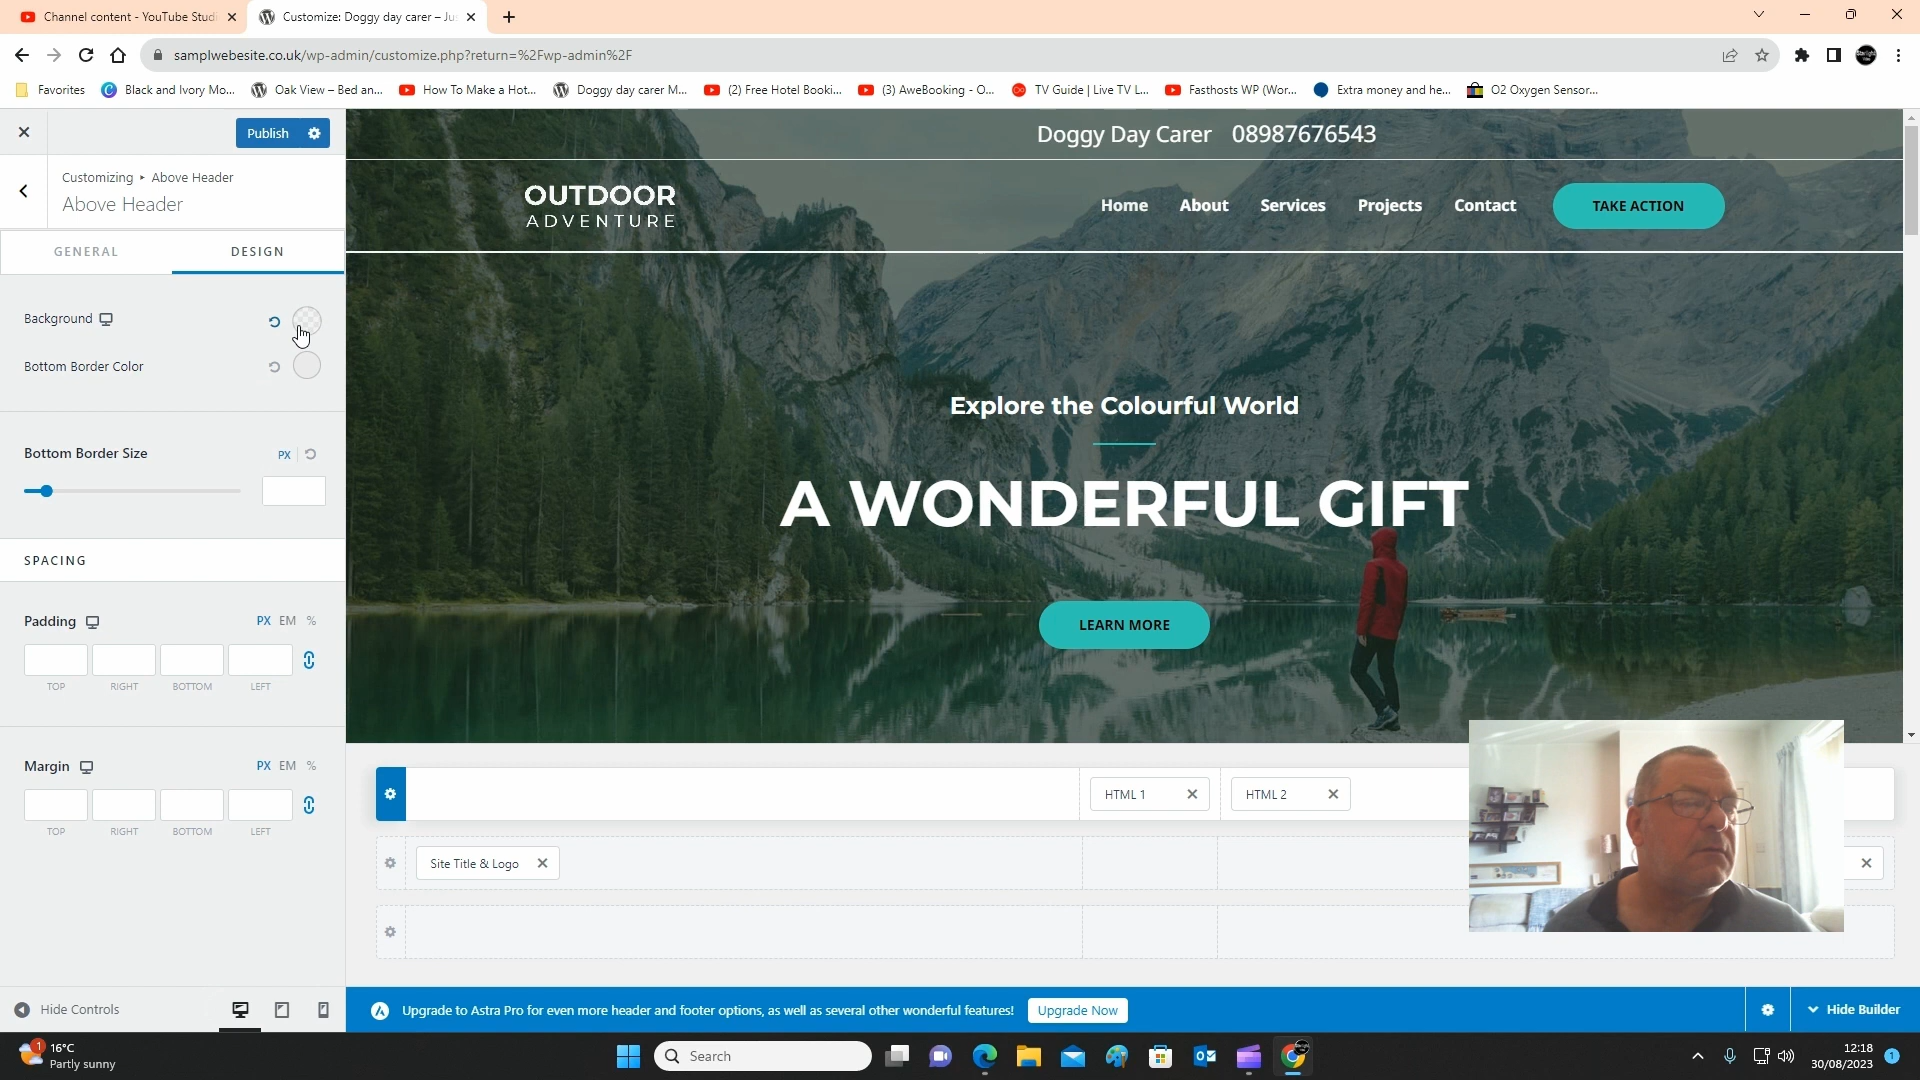 Channel content - YouTube Studi
Customize: Doggy day carer – Ju
samplwebesite.co.uk/wp-admin/customize.php?return=%2Fwp-admin%2F
Favorites
Black and Ivory Mo...
Oak View – Bed an...
How To Make a Hot...
Doggy day carer M...
(2) Free Hotel Booki...
(3) AweBooking - O...
TV Guide | Live TV L...
Fasthosts WP (Wor...
Extra money and he...
O2 Oxygen Sensor...
Publish
Customizing ▸ Above Header
Above Header
GENERAL
DESIGN
Background
Bottom Border Color
Bottom Border Size
PX
SPACING
Padding
PX EM %
TOP RIGHT BOTTOM LEFT
Margin
PX EM %
TOP RIGHT BOTTOM LEFT
Hide Controls
Doggy Day Carer 08987676543
OUTDOOR
ADVENTURE
Home About Services Projects Contact
TAKE ACTION
Explore the Colourful World
A WONDERFUL GIFT
LEARN MORE
HTML 1
HTML 2
Site Title & Logo
Upgrade to Astra Pro for even more header and footer options, as well as several other wonderful features!
Upgrade Now
Hide Builder
1
16°C
Partly sunny
Search
12:18
30/08/2023
1